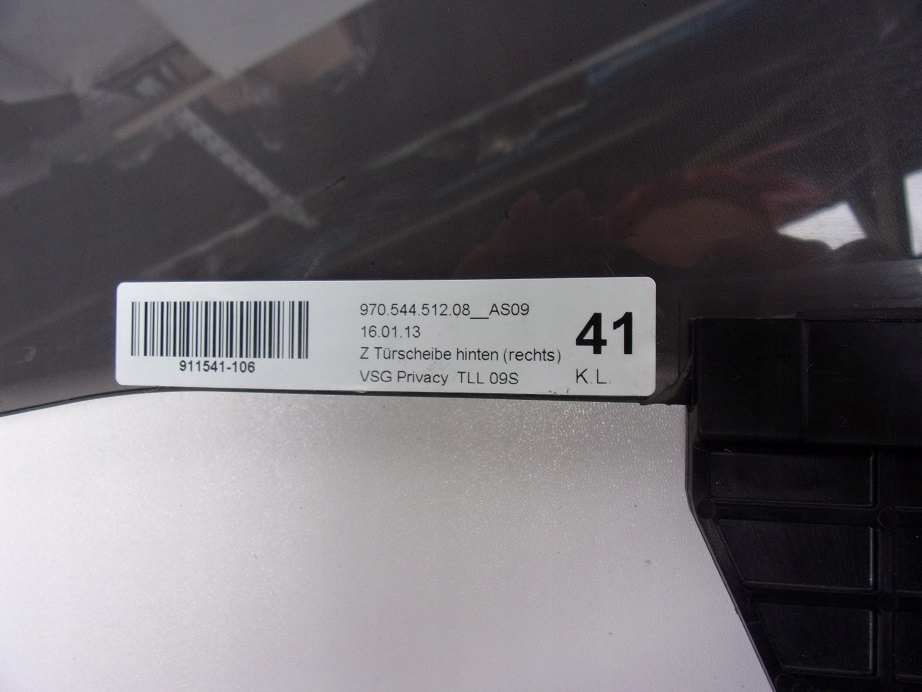 911541-106
970.544.512.08__AS09
16.01.13
Z Türscheibe hinten (rechts)
VSG Privacy TLL 09S
41
K.L.